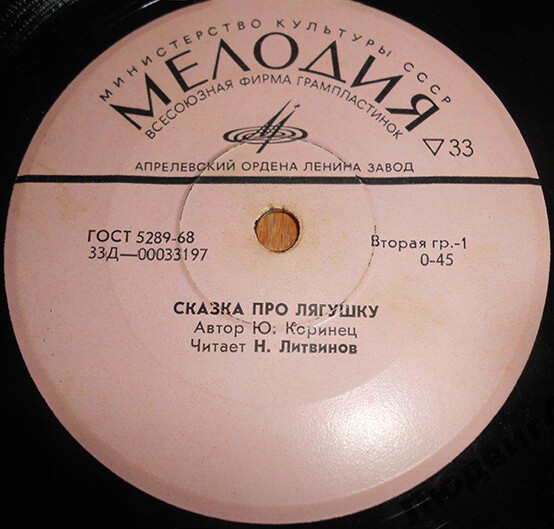 МИНИСТЕРСТВО КУЛЬТУРЫ СССР
МЕЛОДИЯ
ВСЕСОЮЗНАЯ ФИРМА ГРАМПЛАСТИНОК
▽33
АПРЕЛЕВСКИЙ ОРДЕНА ЛЕНИНА ЗАВОД
ГОСТ 5289-68
33Д—00033197
Вторая гр.-1
0-45
СКАЗКА ПРО ЛЯГУШКУ
Автор Ю. Коринец
Читает Н. Литвинов